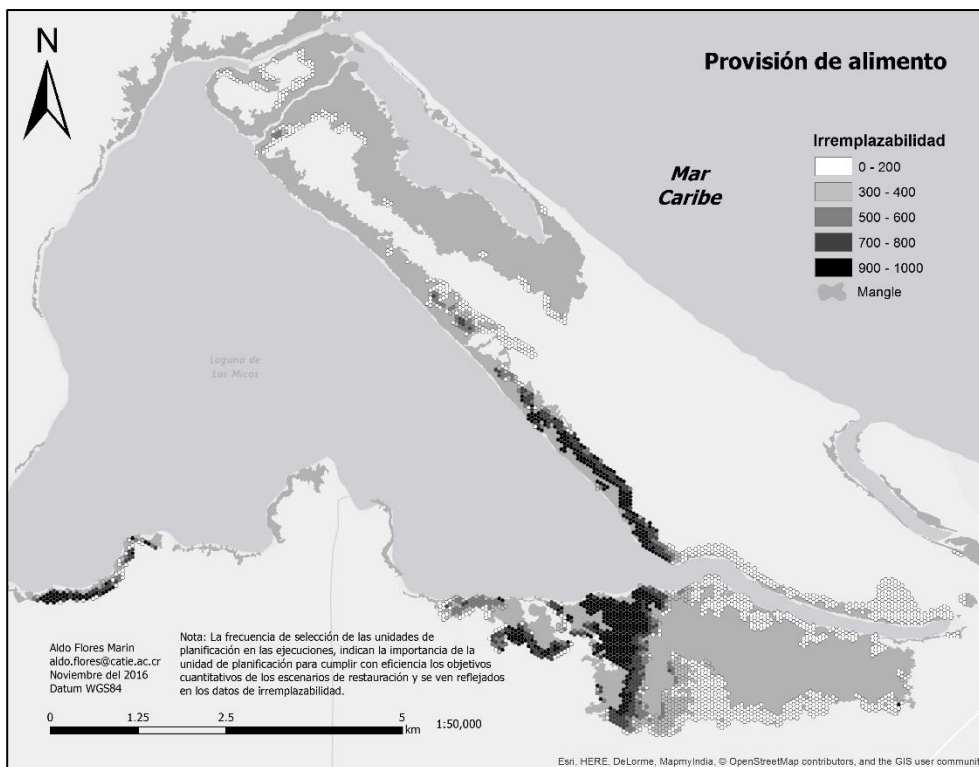 N
Provisión de alimento
Irremplazabilidad
0 - 200
300 - 400
500 - 600
700 - 800
900 - 1000
Mangle
Mar
Caribe
Laguna de
Los Micos
Aldo Flores Marin
aldo.flores@catie.ac.cr
Noviembre del 2016
Datum WGS84
Nota: La frecuencia de selección de las unidades de
planificación en las ejecuciones, indican la importancia de la
unidad de planificación para cumplir con eficiencia los objetivos
cuantitativos de los escenarios de restauración y se ven reflejados
en los datos de irremplazabilidad.
0 1.25 2.5 5
km
1:50,000
Esri, HERE, DeLorme, MapmyIndia, © OpenStreetMap contributors, and the GIS user communit